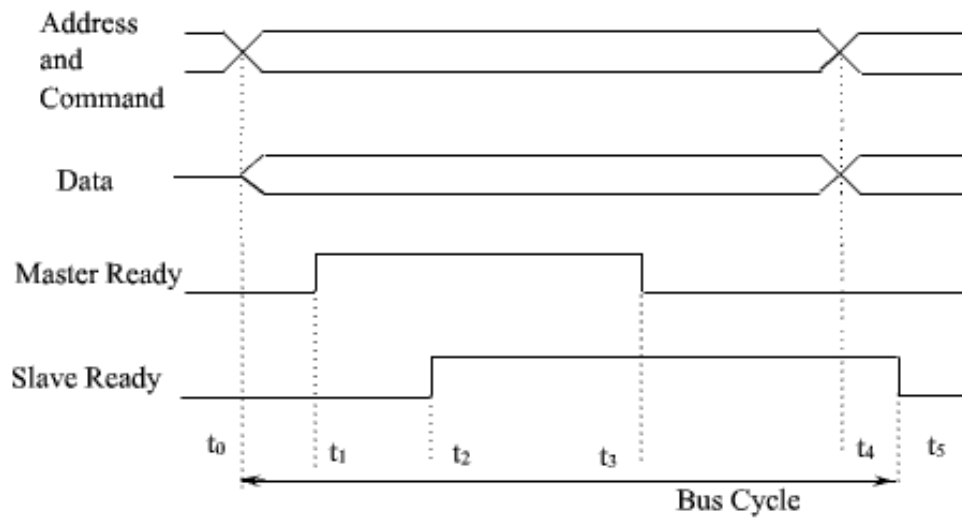 Address
and
Command
Data
Master Ready
Slave Ready
t0 t1 t2 t3 t4 t5
Bus Cycle